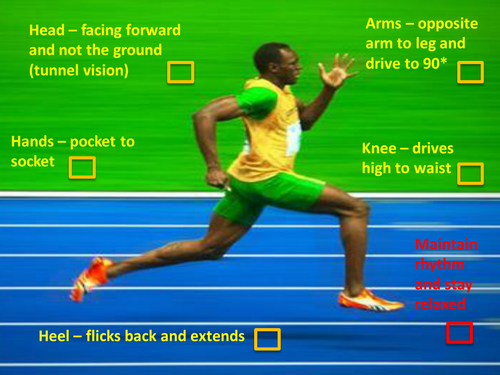 Head – facing forward
and not the ground
(tunnel vision)
Arms – opposite
arm to leg and
drive to 90*
Hands – pocket to
socket
Knee – drives
high to waist
Maintain
rhythm
and stay
relaxed
Heel – flicks back and extends